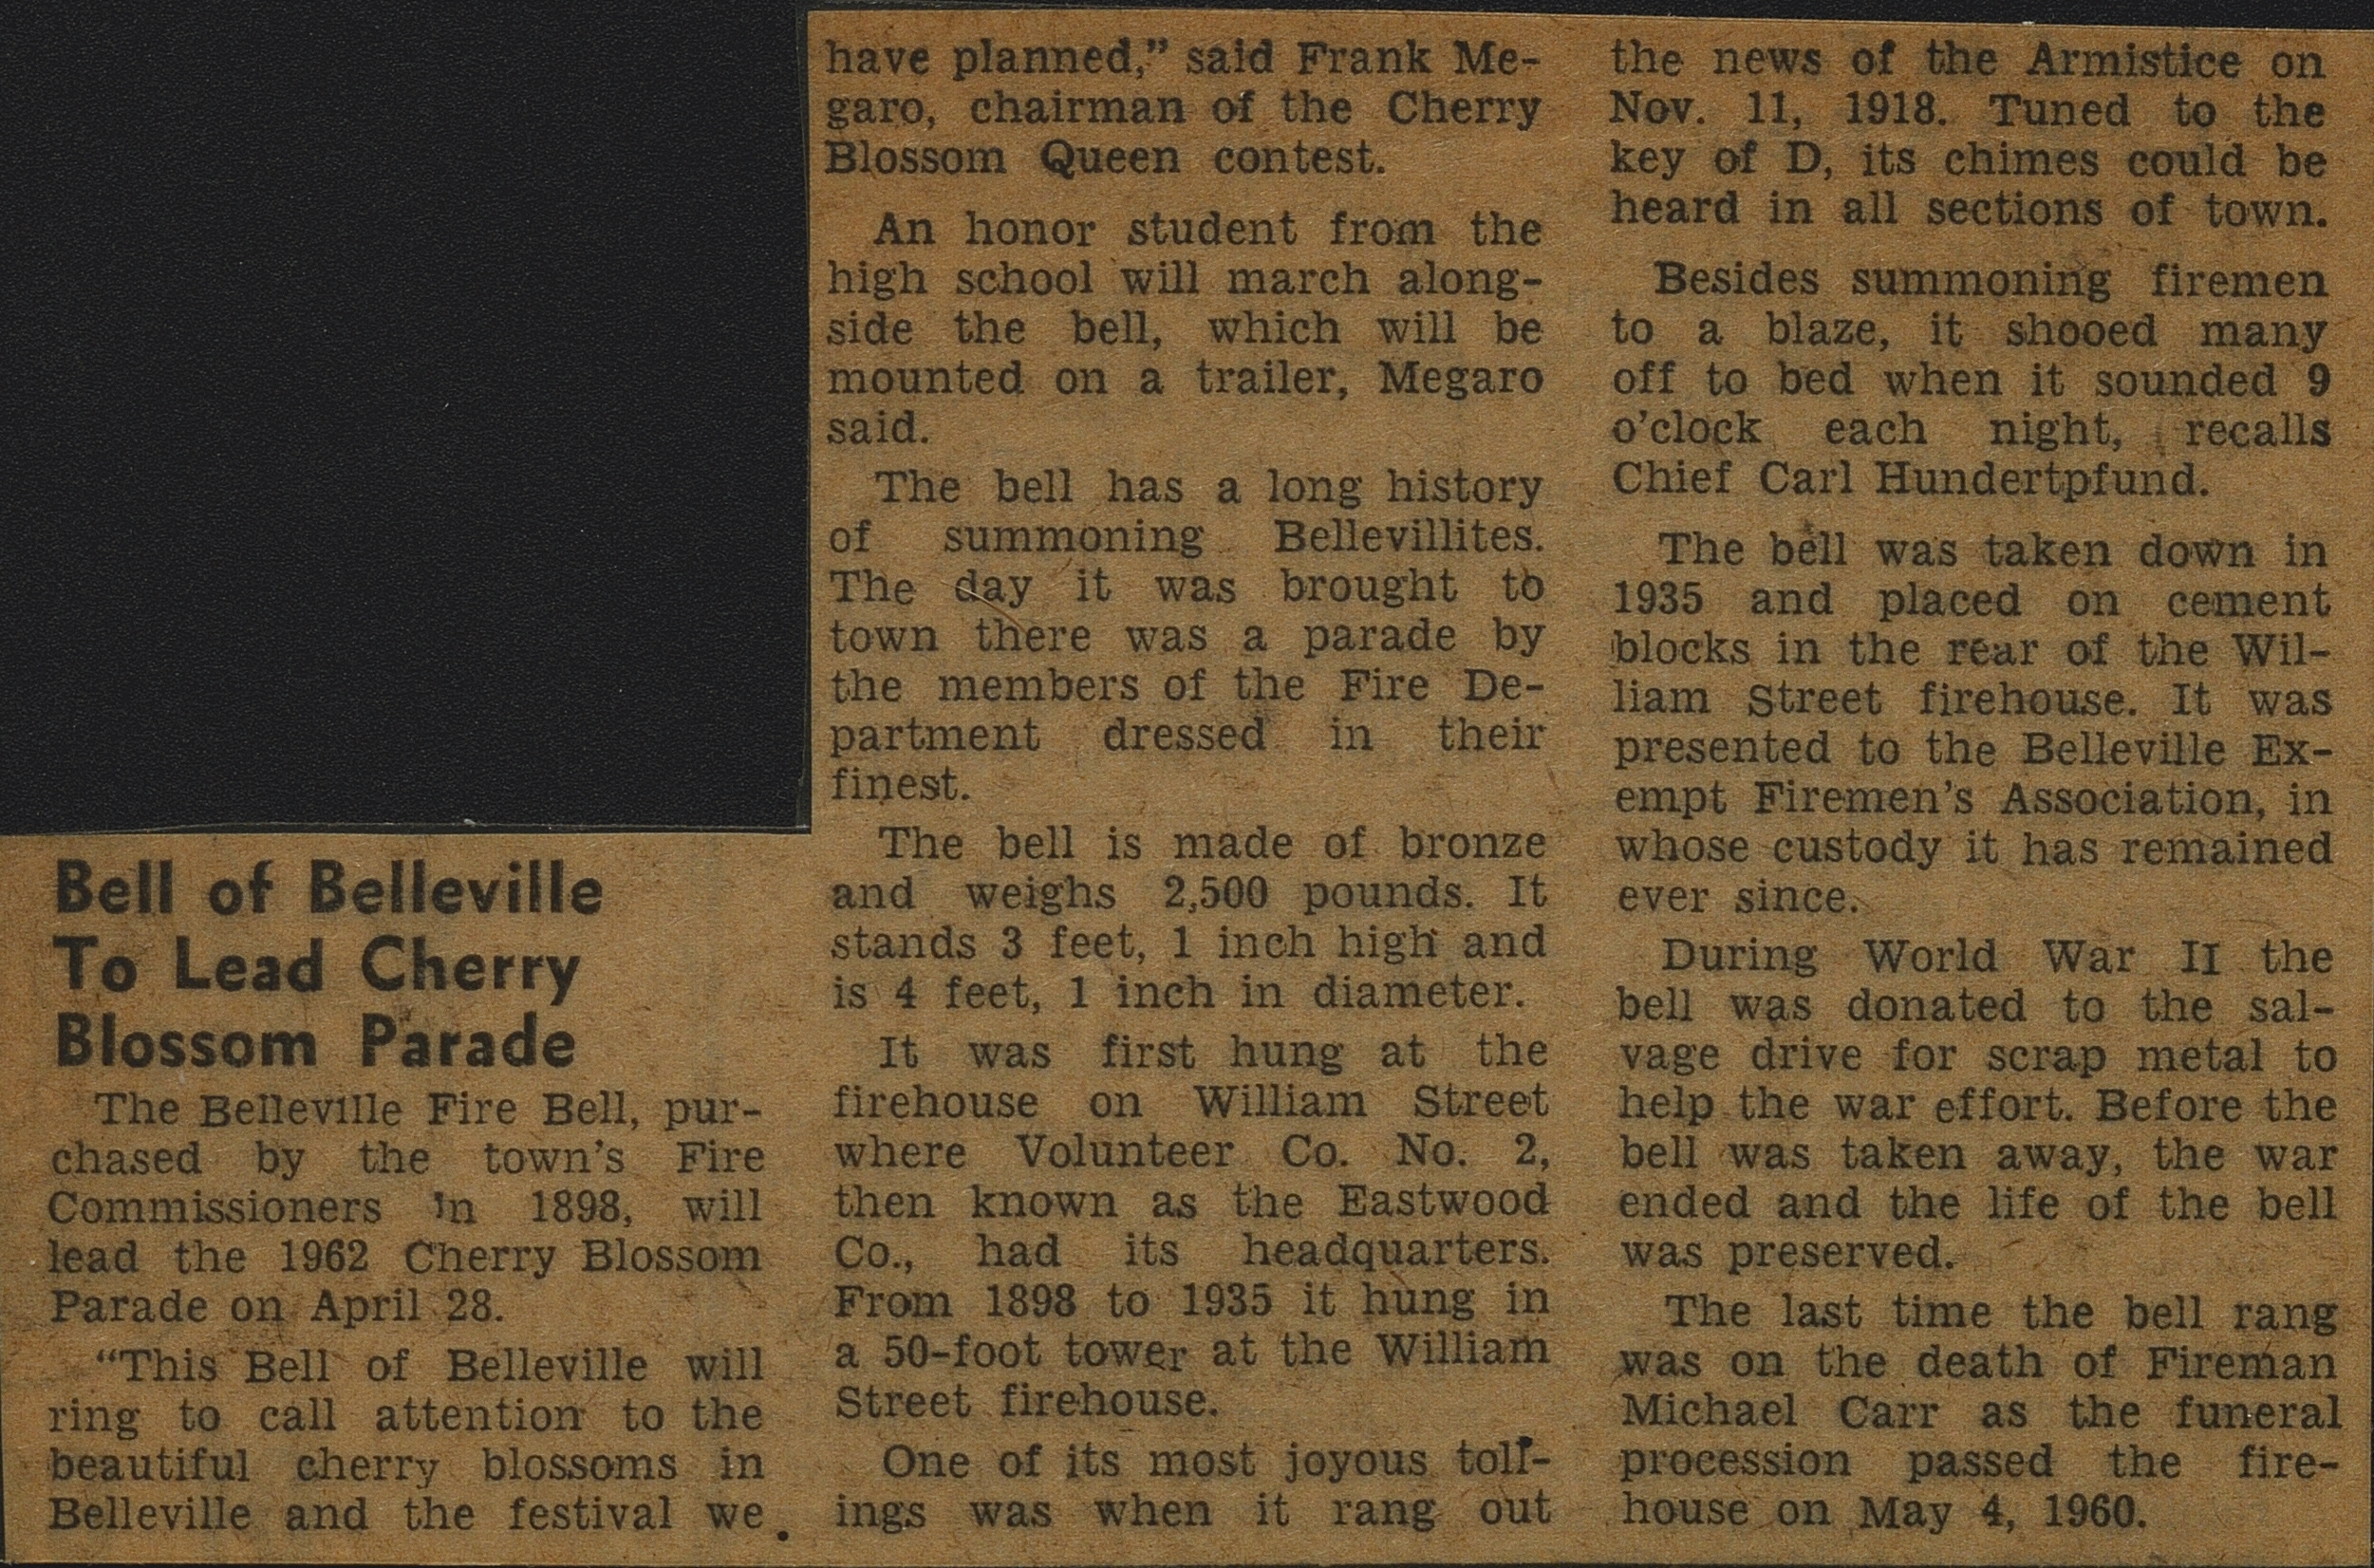 Bell of Belleville
To Lead Cherry
Blossom Parade
The Belleville Fire Bell, pur-
chased by the town's Fire
Commissioners in 1898, will
lead the 1962 Cherry Blossom
Parade on April 28.
"This Bell of Belleville will
ring to call attention to the
beautiful cherry blossoms in
Belleville and the festival we
have planned," said Frank Me-
garo, chairman of the Cherry
Blossom Queen contest.
An honor student from the
high school will march along-
side the bell, which will be
mounted on a trailer, Megaro
said.
The bell has a long history
of summoning Bellevillites.
The day it was brought to
town there was a parade by
the members of the Fire De-
partment dressed in their
finest.
The bell is made of bronze
and weighs 2,500 pounds. It
stands 3 feet, 1 inch high and
is 4 feet, 1 inch in diameter.
It was first hung at the
firehouse on William Street
where Volunteer Co. No. 2,
then known as the Eastwood
Co., had its headquarters.
From 1898 to 1935 it hung in
a 50-foot tower at the William
Street firehouse.
One of its most joyous toll-
ings was when it rang out
the news of the Armistice on
Nov. 11, 1918. Tuned to the
key of D, its chimes could be
heard in all sections of town.
Besides summoning firemen
to a blaze, it shooed many
off to bed when it sounded 9
o'clock each night, recalls
Chief Carl Hundertpfund.
The bell was taken down in
1935 and placed on cement
blocks in the rear of the Wil-
liam Street firehouse. It was
presented to the Belleville Ex-
empt Firemen's Association, in
whose custody it has remained
ever since.
During World War II the
bell was donated to the sal-
vage drive for scrap metal to
help the war effort. Before the
bell was taken away, the war
ended and the life of the bell
was preserved.
The last time the bell rang
was on the death of Fireman
Michael Carr as the funeral
procession passed the fire-
house on May 4, 1960.